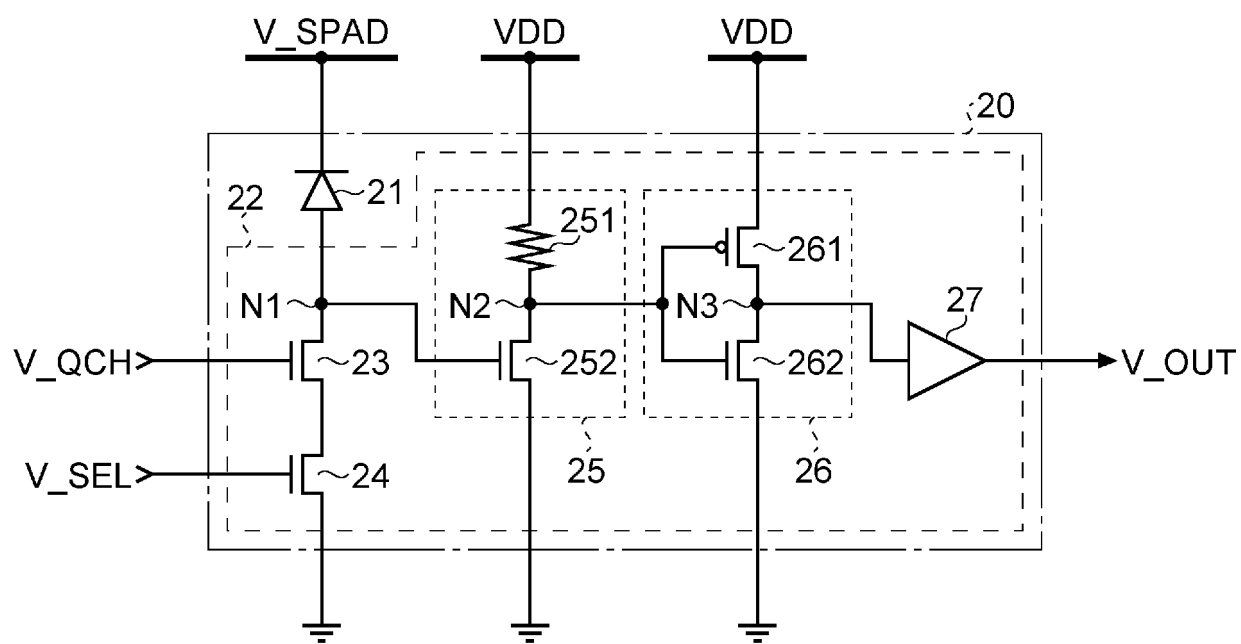 V_SPAD
VDD
VDD
20
22
21
251
261
N1
N2
N3
27
V_QCH
23
252
262
V_OUT
V_SEL
24
25
26